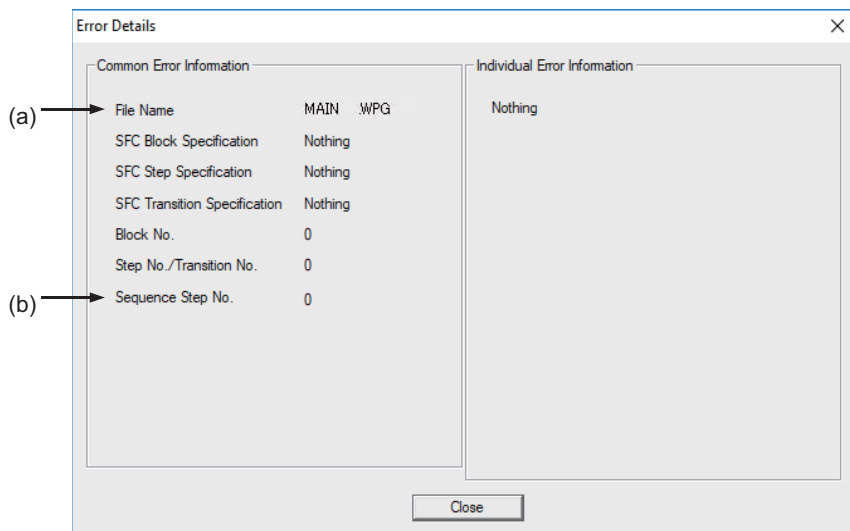 Error Details
Common Error Information
(a)
File Name MAIN .WPG
SFC Block Specification Nothing
SFC Step Specification Nothing
SFC Transition Specification Nothing
Block No. 0
Step No./Transition No. 0
(b)
Sequence Step No. 0
Individual Error Information
Nothing
Close